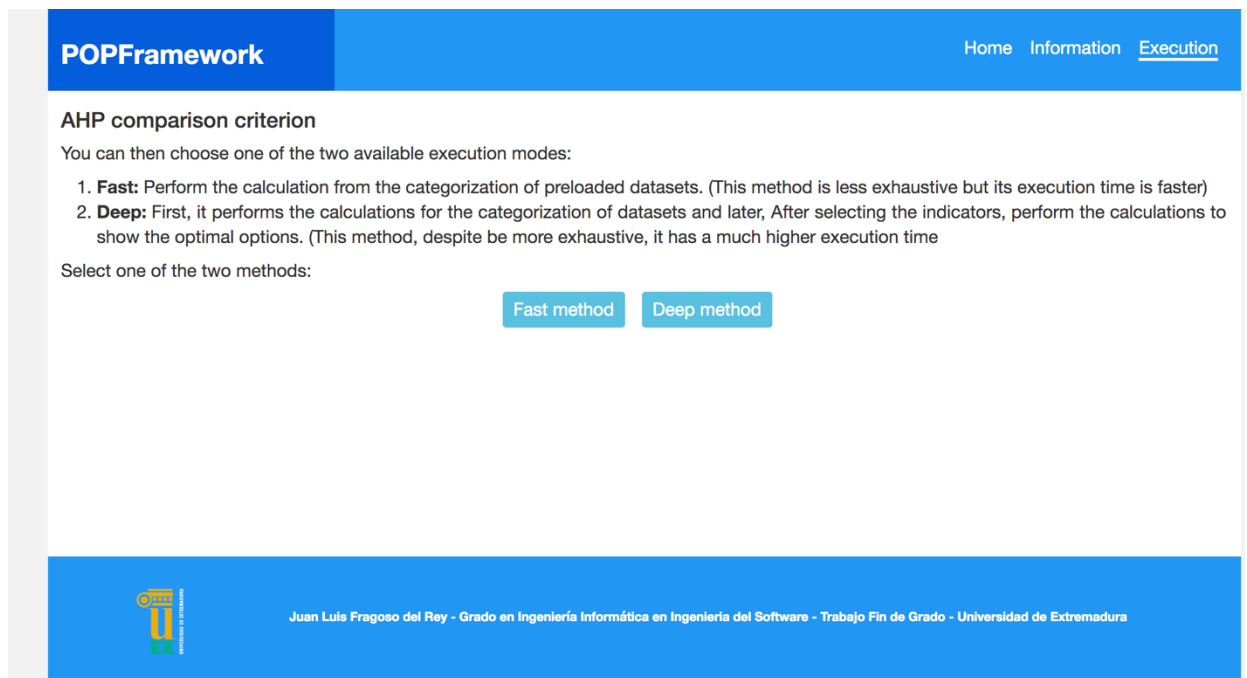 POPFramework
Home Information Execution
AHP comparison criterion
You can then choose one of the two available execution modes:
1. Fast: Perform the calculation from the categorization of preloaded datasets. (This method is less exhaustive but its execution time is faster)
2. Deep: First, it performs the calculations for the categorization of datasets and later, After selecting the indicators, perform the calculations to
show the optimal options. (This method, despite be more exhaustive, it has a much higher execution time
Select one of the two methods:
Fast method Deep method
u
EX
UNIVERSIDAD DE EXTREMADURA
Juan Luis Fragoso del Rey - Grado en Ingeniería Informática en Ingenieria del Software - Trabajo Fin de Grado - Universidad de Extremadura